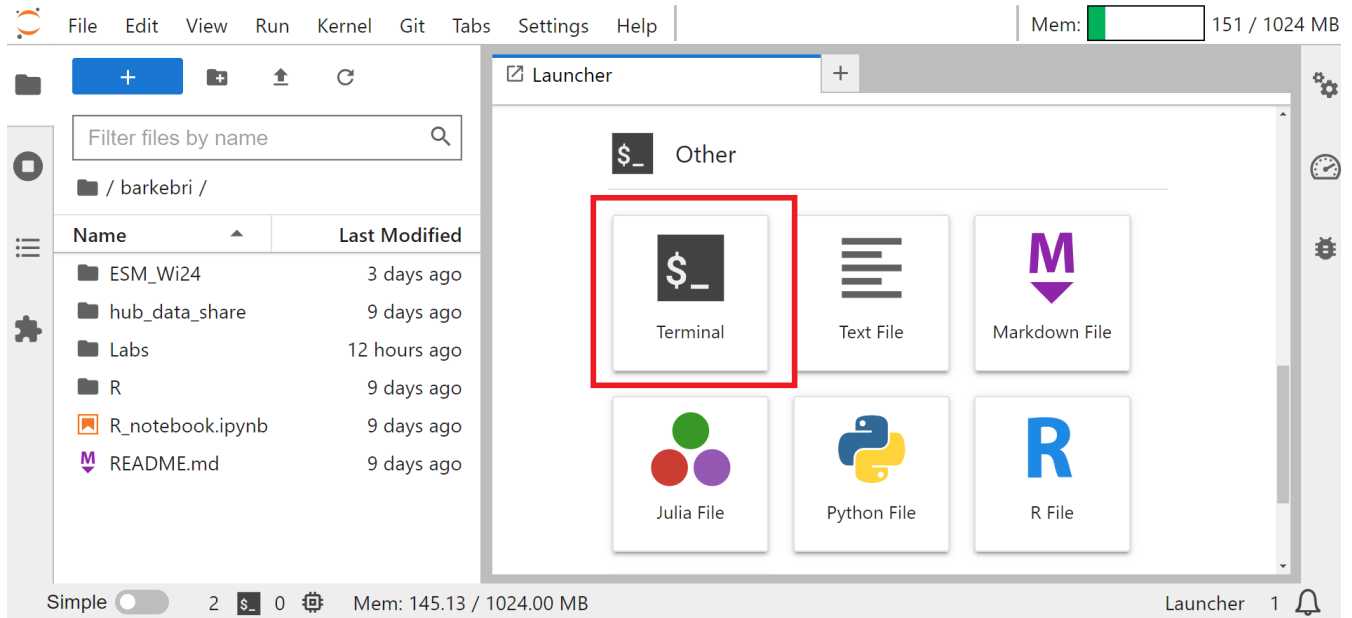 File Edit View Run Kernel Git Tabs Settings Help Mem: 151 / 1024 MB
+
Filter files by name
/ barkebri /
Name Last Modified
ESM_Wi24 3 days ago
hub_data_share 9 days ago
Labs 12 hours ago
R 9 days ago
R_notebook.ipynb 9 days ago
M README.md 9 days ago
Launcher +
$_ Other
$_
Terminal
Text File
M
Markdown File
Julia File
Python File
R
R File
Simple 2 $_ 0 Mem: 145.13 / 1024.00 MB Launcher 1